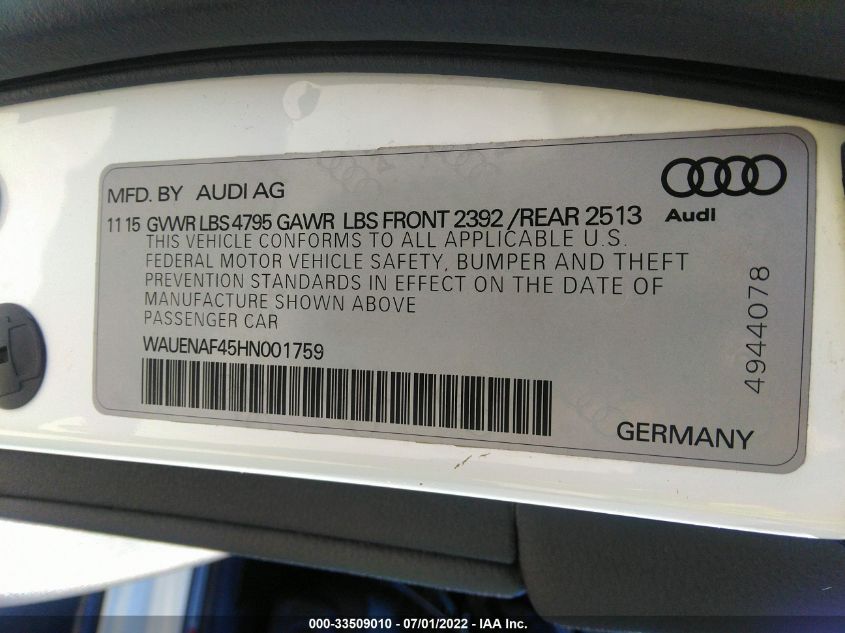 MFD. BY AUDI AG
Audi
11 15 GVWR LBS 4795 GAWR LBS FRONT 2392 /REAR 2513
THIS VEHICLE CONFORMS TO ALL APPLICABLE U.S.
FEDERAL MOTOR VEHICLE SAFETY, BUMPER AND THEFT
PREVENTION STANDARDS IN EFFECT ON THE DATE OF
MANUFACTURE SHOWN ABOVE
PASSENGER CAR
WAUENAF45HN001759
4944078
GERMANY
000-33509010 - 07/01/2022 - IAA Inc.